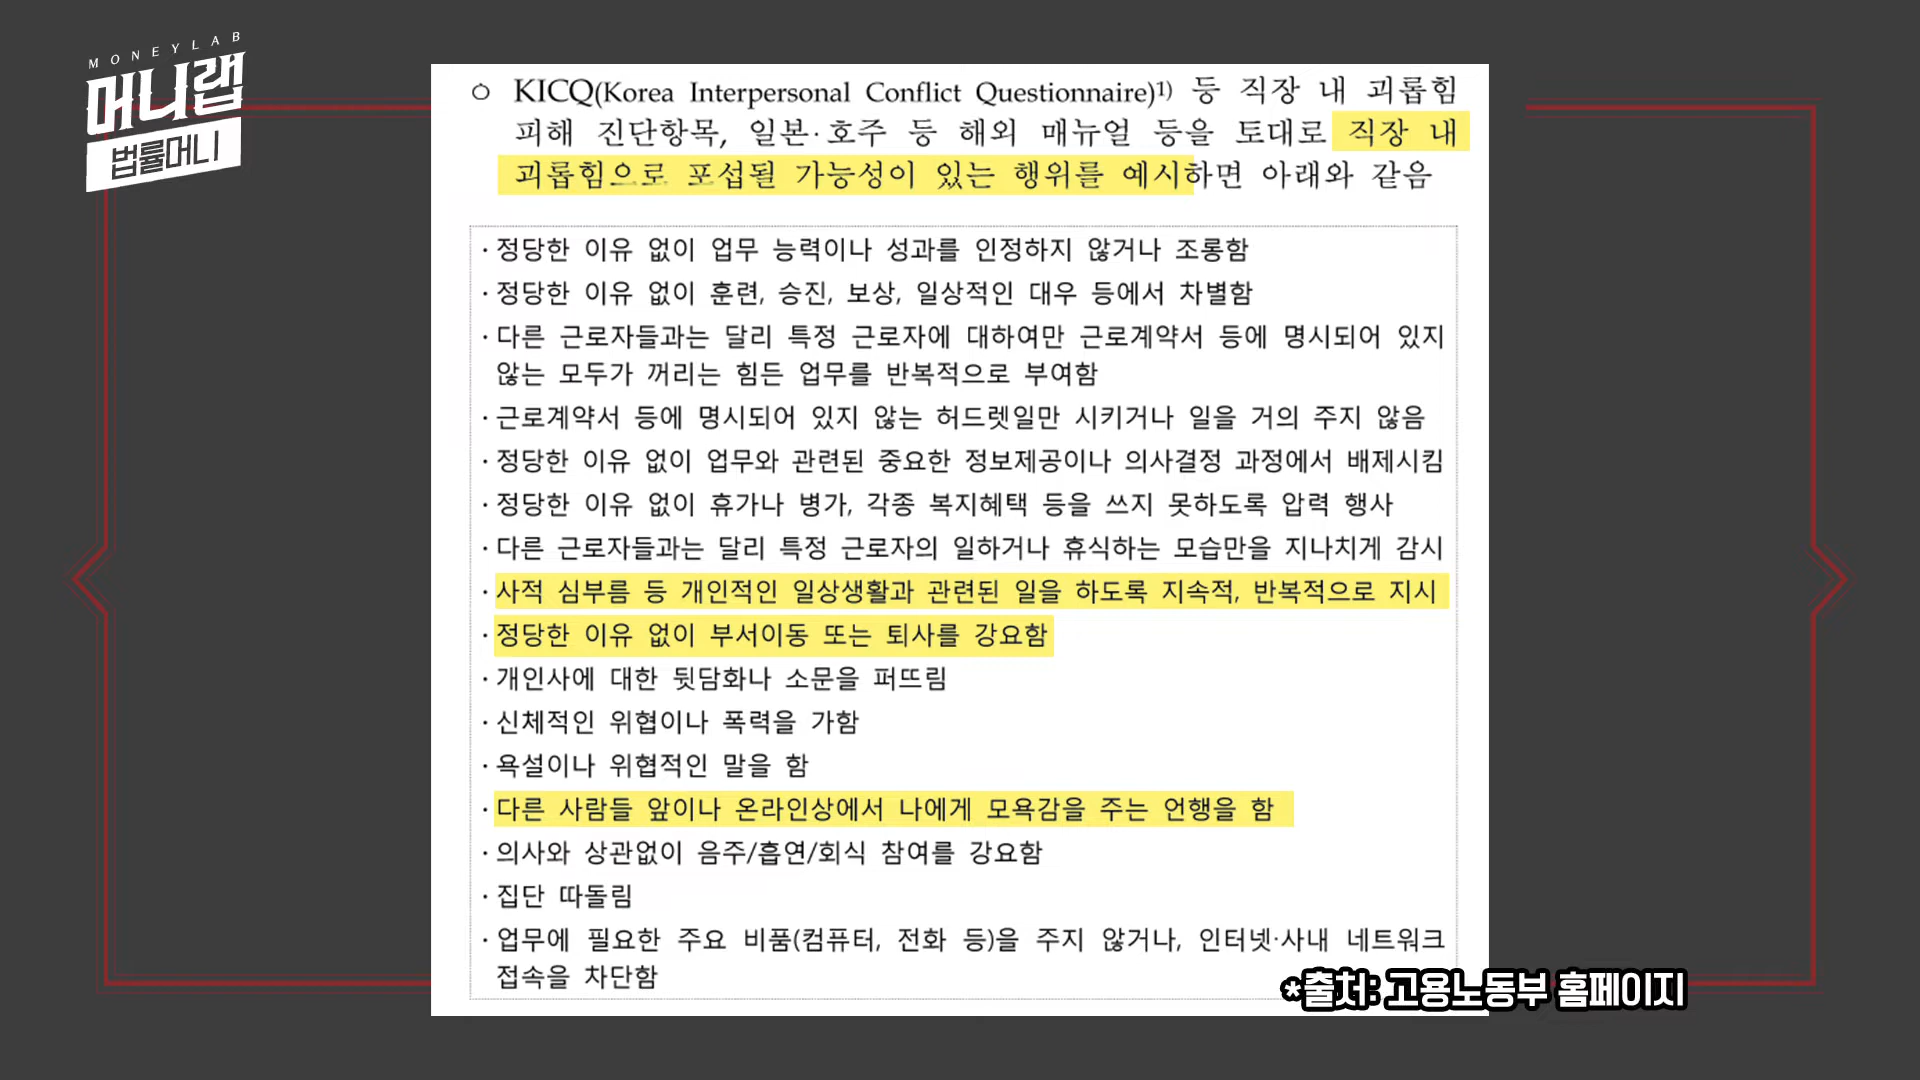 MONEYLAB
머니랩
법률머니
○ KICQ(Korea Interpersonal Conflict Questionnaire)1) 등 직장 내 괴롭힘
피해 진단항목, 일본·호주 등 해외 매뉴얼 등을 토대로 직장 내
괴롭힘으로 포섭될 가능성이 있는 행위를 예시하면 아래와 같음
· 정당한 이유 없이 업무 능력이나 성과를 인정하지 않거나 조롱함
· 정당한 이유 없이 훈련, 승진, 보상, 일상적인 대우 등에서 차별함
· 다른 근로자들과는 달리 특정 근로자에 대하여만 근로계약서 등에 명시되어 있지
않는 모두가 꺼리는 힘든 업무를 반복적으로 부여함
· 근로계약서 등에 명시되어 있지 않는 허드렛일만 시키거나 일을 거의 주지 않음
· 정당한 이유 없이 업무와 관련된 중요한 정보제공이나 의사결정 과정에서 배제시킴
· 정당한 이유 없이 휴가나 병가, 각종 복지혜택 등을 쓰지 못하도록 압력 행사
· 다른 근로자들과는 달리 특정 근로자의 일하거나 휴식하는 모습만을 지나치게 감시
· 사적 심부름 등 개인적인 일상생활과 관련된 일을 하도록 지속적, 반복적으로 지시
· 정당한 이유 없이 부서이동 또는 퇴사를 강요함
· 개인사에 대한 뒷담화나 소문을 퍼뜨림
· 신체적인 위협이나 폭력을 가함
· 욕설이나 위협적인 말을 함
· 다른 사람들 앞이나 온라인상에서 나에게 모욕감을 주는 언행을 함
· 의사와 상관없이 음주/흡연/회식 참여를 강요함
· 집단 따돌림
· 업무에 필요한 주요 비품(컴퓨터, 전화 등)을 주지 않거나, 인터넷·사내 네트워크
접속을 차단함
*출처: 고용노동부 홈페이지